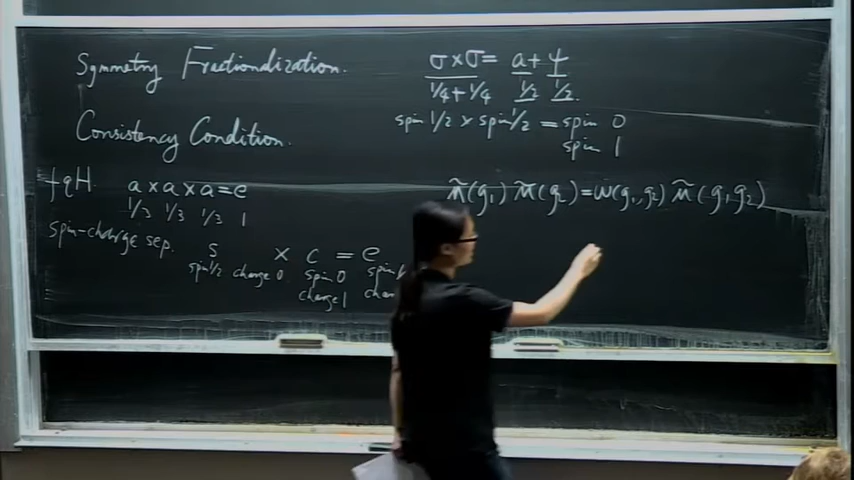 Symmetry Fractionalization.
Consistency Condition.
fqH a × a × a = e
1/3 1/3 1/3 1
spin-charge sep. s × c = e
spin 1/2 charge 0 spin 0 spin
charge 1
σ × σ = a + ψ
1/4 + 1/4 1/2 1/2
spin 1/2 × spin 1/2 = spin 0
spin 1
(g₁) (g₂) = ω(g₁, g₂) (g₁g₂)